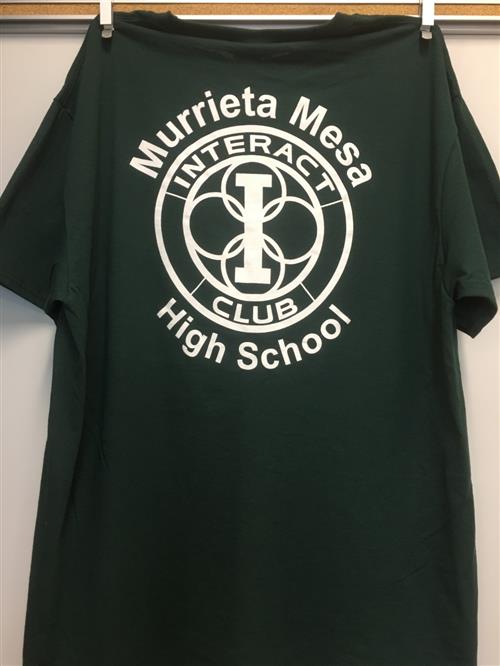 Murrieta Mesa
INTERACT
I
CLUB
High School